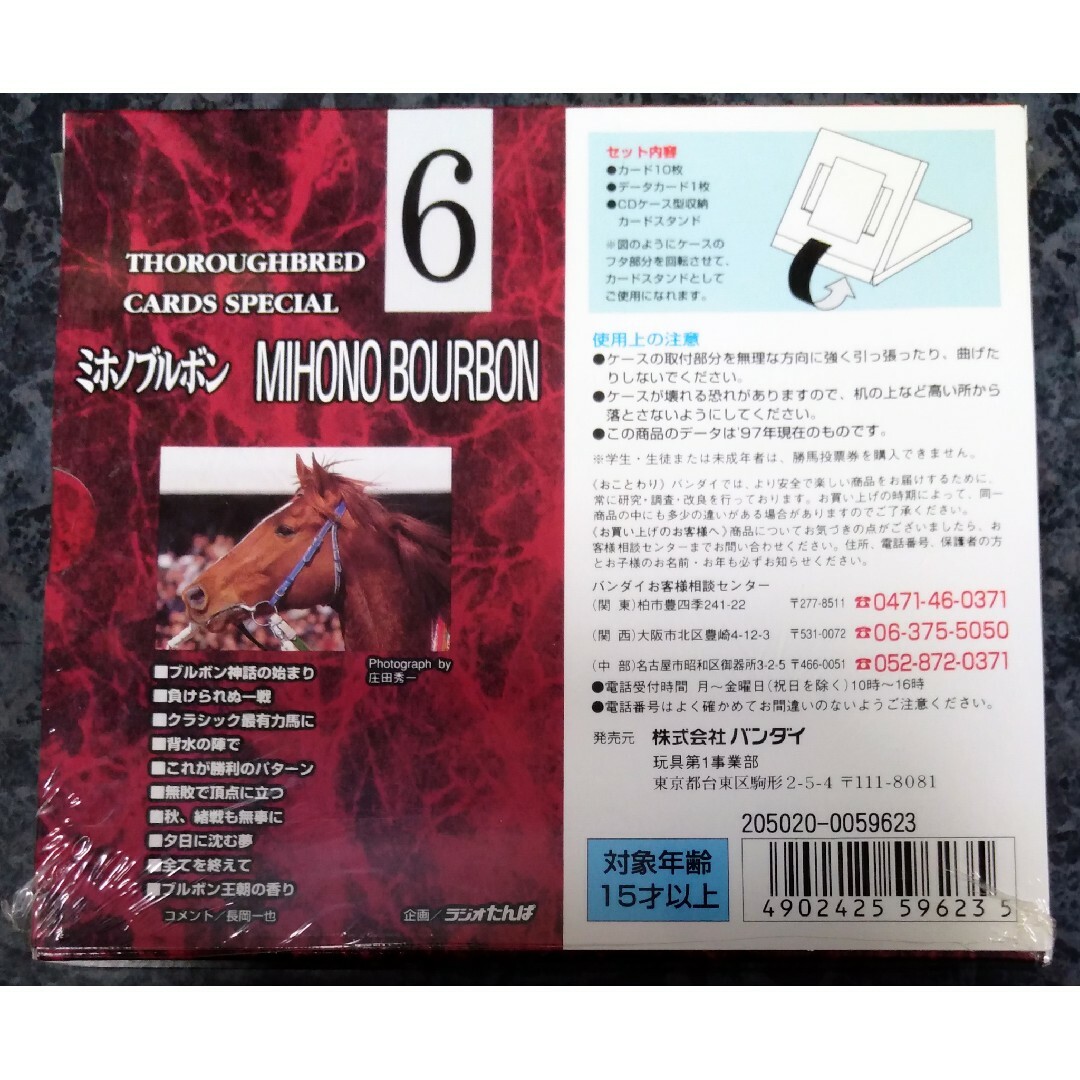 6
THOROUGHBRED
CARDS SPECIAL
ミホノブルボン MIHONO BOURBON
Photograph by
庄田秀一
■ブルボン神話の始まり
■負けられぬ一戦
■クラシック最有力馬に
■背水の陣で
■これが勝利のパターン
■無敗で頂点に立つ
■秋、緒戦も無事に
■夕日に沈む夢
■全てを終えて
■ブルボン王朝の香り
コメント/長岡一也
企画/ラジオたんぱ
セット内容
●カード10枚
●データカード1枚
●CDケース型収納
カードスタンド
※図のようにケースの
フタ部分を回転させて、
カードスタンドとして
ご使用になれます。
使用上の注意
●ケースの取付部分を無理な方向に強く引っ張ったり、曲げた
りしないでください。
●ケースが壊れる恐れがありますので、机の上など高い所から
落とさないようにしてください。
●この商品のデータは'97年現在のものです。
※学生・生徒または未成年者は、勝馬投票券を購入できません。
〈おことわり〉バンダイでは、より安全で楽しい商品をお届けするために、
常に研究・調査・改良を行っております。お買い上げの時期によって、同一
商品の中にも多少の違いがある場合がありますのでご了承ください。
〈お買い上げのお客様へ〉商品についてお気づきの点がございましたら、お
客様相談センターまでお問い合わせください。住所、電話番号、保護者の方
とお子様のお名前・お年も必ずお知らせください。
バンダイお客様相談センター
(関 東)柏市豊四季241-22 〒277-8511 ☎0471-46-0371
(関 西)大阪市北区豊崎4-12-3 〒531-0072 ☎06-375-5050
(中 部)名古屋市昭和区御器所3-2-5 〒466-0051 ☎052-872-0371
●電話受付時間 月〜金曜日(祝日を除く)10時〜16時
●電話番号はよく確かめてお間違いのないようご注意ください。
発売元 株式会社バンダイ
玩具第1事業部
東京都台東区駒形2-5-4 〒111-8081
205020-0059623
対象年齢
15才以上
4902425 596235